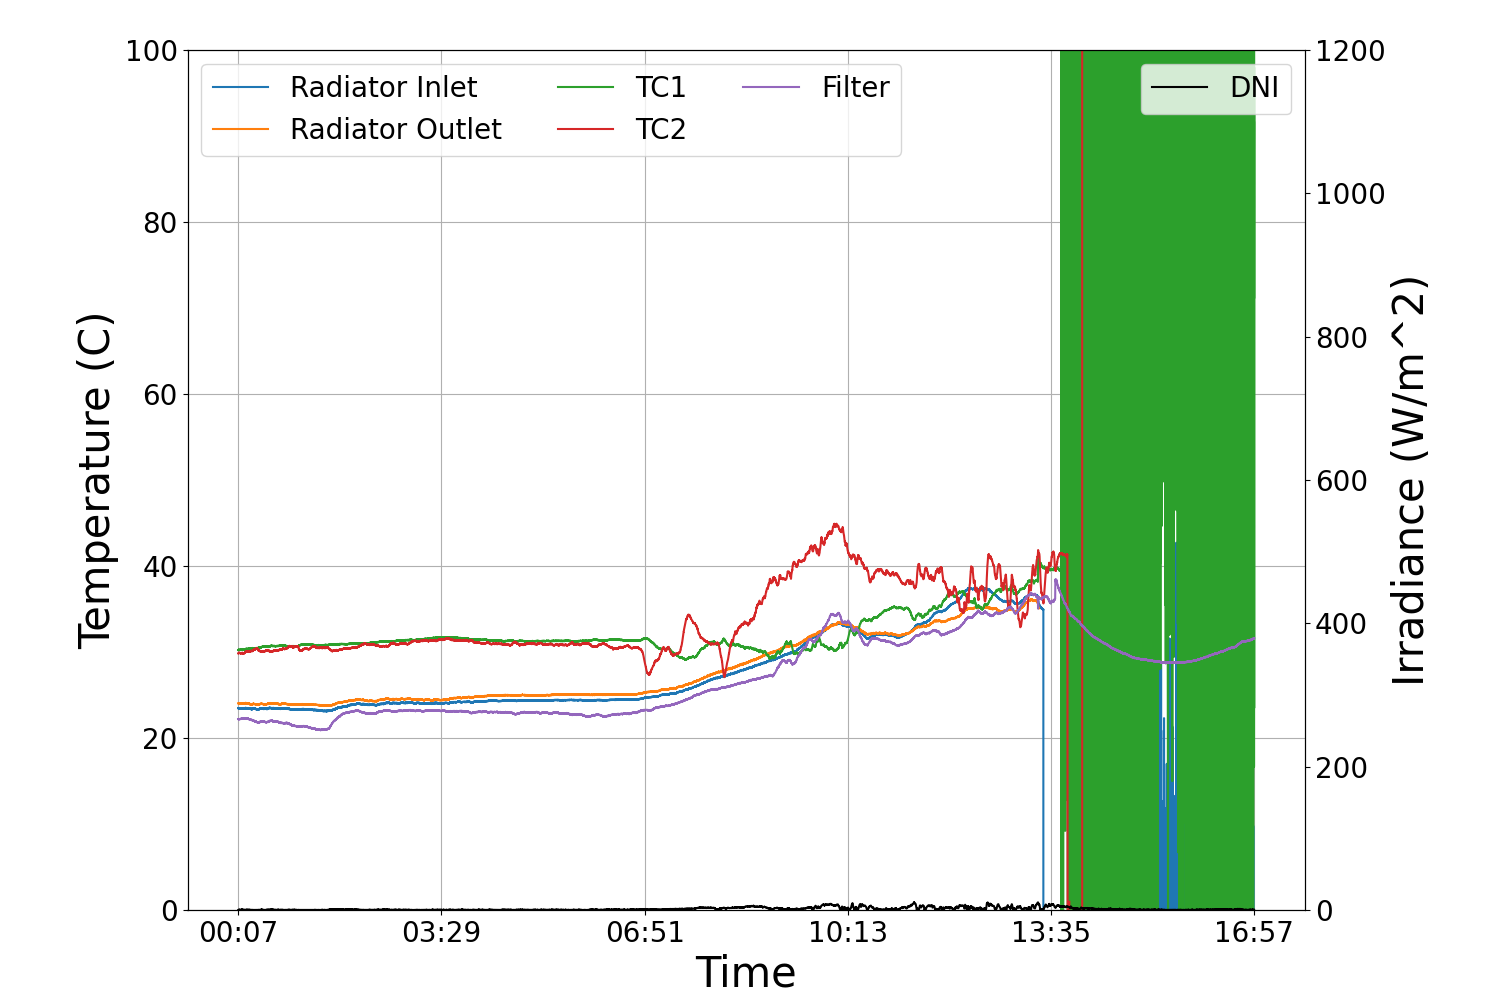 Radiator Inlet
Radiator Outlet
TC1
TC2
Filter
DNI
Temperature (C)
100
80
60
40
20
0
Irradiance (W/m^2)
1200
1000
800
600
400
200
0
00:07 03:29 06:51 10:13 13:35 16:57
Time